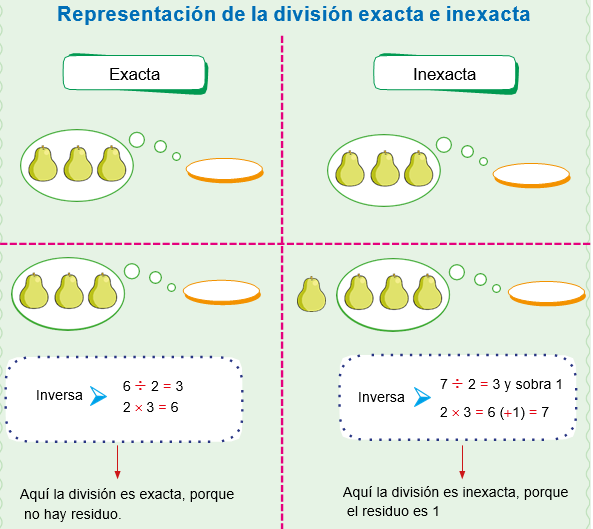 Representación de la división exacta e inexacta
Exacta
Inexacta
Inversa
6 ÷ 2 = 3
2 × 3 = 6
Inversa
7 ÷ 2 = 3 y sobra 1
2 × 3 = 6 (+1) = 7
Aquí la división es exacta, porque
no hay residuo.
Aquí la división es inexacta, porque
el residuo es 1